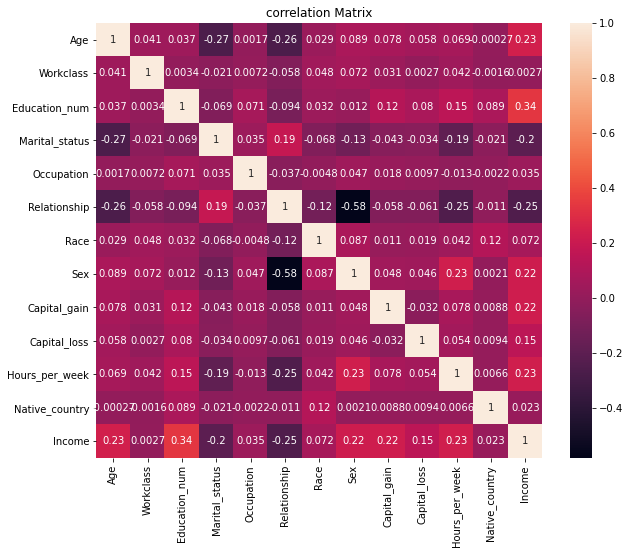 correlation Matrix
Age 1 0.041 0.037 -0.27 0.0017 -0.26 0.029 0.089 0.078 0.058 0.069 -0.00027 0.23
Workclass 0.041 1 0.0034 -0.021 0.0072 -0.058 0.048 0.072 0.031 0.0027 0.042 -0.0016 0.0027
Education_num 0.037 0.0034 1 -0.069 0.071 -0.094 0.032 0.012 0.12 0.08 0.15 0.089 0.34
Marital_status -0.27 -0.021 -0.069 1 0.035 0.19 -0.068 -0.13 -0.043 -0.034 -0.19 -0.021 -0.2
Occupation 0.0017 0.0072 0.071 0.035 1 -0.037 -0.0048 0.047 0.018 0.0097 -0.013 -0.0022 0.035
Relationship -0.26 -0.058 -0.094 0.19 -0.037 1 -0.12 -0.58 -0.058 -0.061 -0.25 -0.011 -0.25
Race 0.029 0.048 0.032 -0.068 -0.0048 -0.12 1 0.087 0.011 0.019 0.042 0.12 0.072
Sex 0.089 0.072 0.012 -0.13 0.047 -0.58 0.087 1 0.048 0.046 0.23 0.0021 0.22
Capital_gain 0.078 0.031 0.12 -0.043 0.018 -0.058 0.011 0.048 1 -0.032 0.078 0.0088 0.22
Capital_loss 0.058 0.0027 0.08 -0.034 0.0097 -0.061 0.019 0.046 -0.032 1 0.054 0.0094 0.15
Hours_per_week 0.069 0.042 0.15 -0.19 -0.013 -0.25 0.042 0.23 0.078 0.054 1 0.0066 0.23
Native_country -0.00027 -0.0016 0.089 -0.021 -0.0022 -0.011 0.12 0.0021 0.0088 0.0094 0.0066 1 0.023
Income 0.23 0.0027 0.34 -0.2 0.035 -0.25 0.072 0.22 0.22 0.15 0.23 0.023 1
Age Workclass Education_num Marital_status Occupation Relationship Race Sex Capital_gain Capital_loss Hours_per_week Native_country Income
1.0
0.8
0.6
0.4
0.2
0.0
-0.2
-0.4